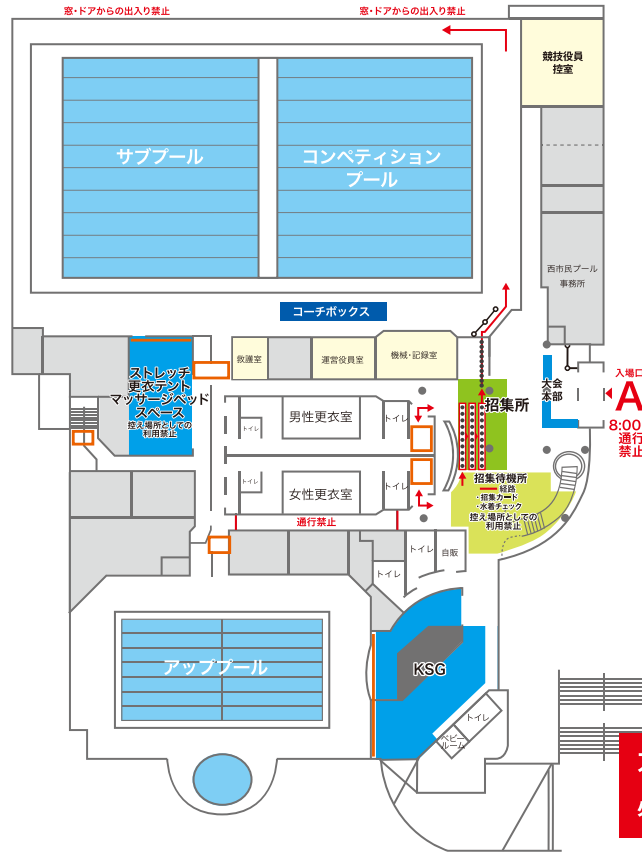 窓・ドアからの出入り禁止
窓・ドアからの出入り禁止
競技役員
控室
サブプール
コンペティション
プール
西市民プール
事務所
コーチボックス
救護室
運営役員室
機械・記録室
ストレッチ
更衣テント
マッサージベッド
スペース
控え場所としての
利用禁止
大会
本部
入場口
A
8:00
通行
禁止
招集所
男性更衣室
トイレ
トイレ
女性更衣室
トイレ
トイレ
招集待機所
経路
・招集カード
・水着チェック
控え場所としての
利用禁止
通行禁止
トイレ
自販
トイレ
アッププール
KSG
トイレ
ベビー
ルーム